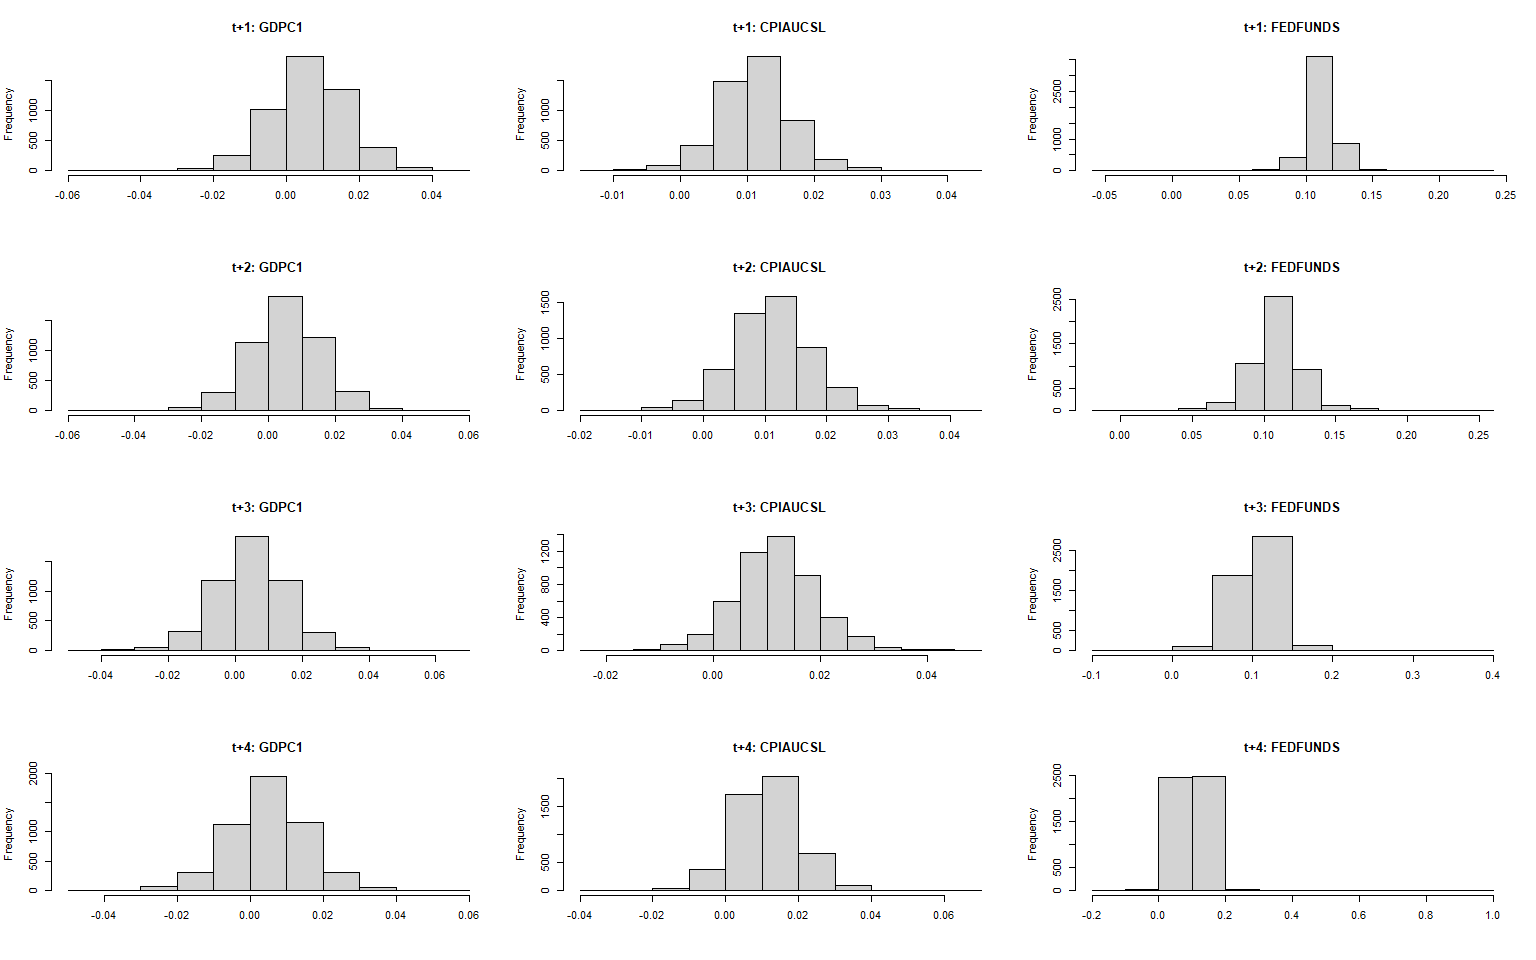 t+1: GDPC1
Frequency
0 500 1000
-0.06 -0.04 -0.02 0.00 0.02 0.04
t+1: CPIAUCSL
Frequency
0 500 1000
-0.01 0.00 0.01 0.02 0.03 0.04
t+1: FEDFUNDS
Frequency
0 1000 2500
-0.05 0.00 0.05 0.10 0.15 0.20 0.25
t+2: GDPC1
Frequency
0 500 1000
-0.06 -0.04 -0.02 0.00 0.02 0.04 0.06
t+2: CPIAUCSL
Frequency
0 500 1000 1500
-0.02 -0.01 0.00 0.01 0.02 0.03 0.04
t+2: FEDFUNDS
Frequency
0 500 1500 2500
0.00 0.05 0.10 0.15 0.20 0.25
t+3: GDPC1
Frequency
0 500 1000
-0.04 -0.02 0.00 0.02 0.04 0.06
t+3: CPIAUCSL
Frequency
0 400 800 1200
-0.02 0.00 0.02 0.04
t+3: FEDFUNDS
Frequency
0 500 1500 2500
-0.1 0.0 0.1 0.2 0.3 0.4
t+4: GDPC1
Frequency
0 500 1000 2000
-0.04 -0.02 0.00 0.02 0.04 0.06
t+4: CPIAUCSL
Frequency
0 500 1500
-0.04 -0.02 0.00 0.02 0.04 0.06
t+4: FEDFUNDS
Frequency
0 500 1500 2500
-0.2 0.0 0.2 0.4 0.6 0.8 1.0